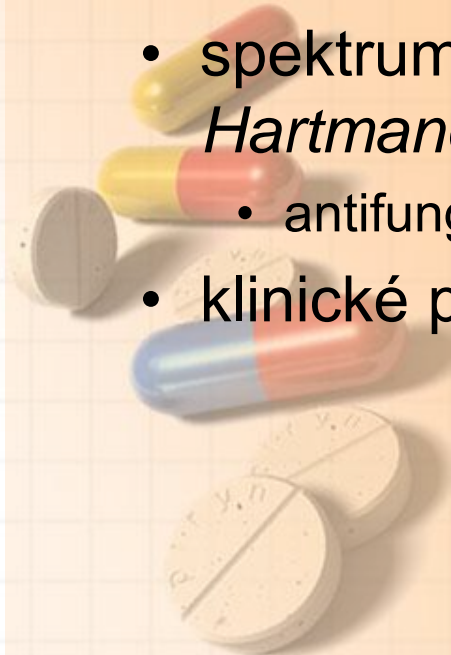 • spektrum
Hartman
• antifung
• klinické p